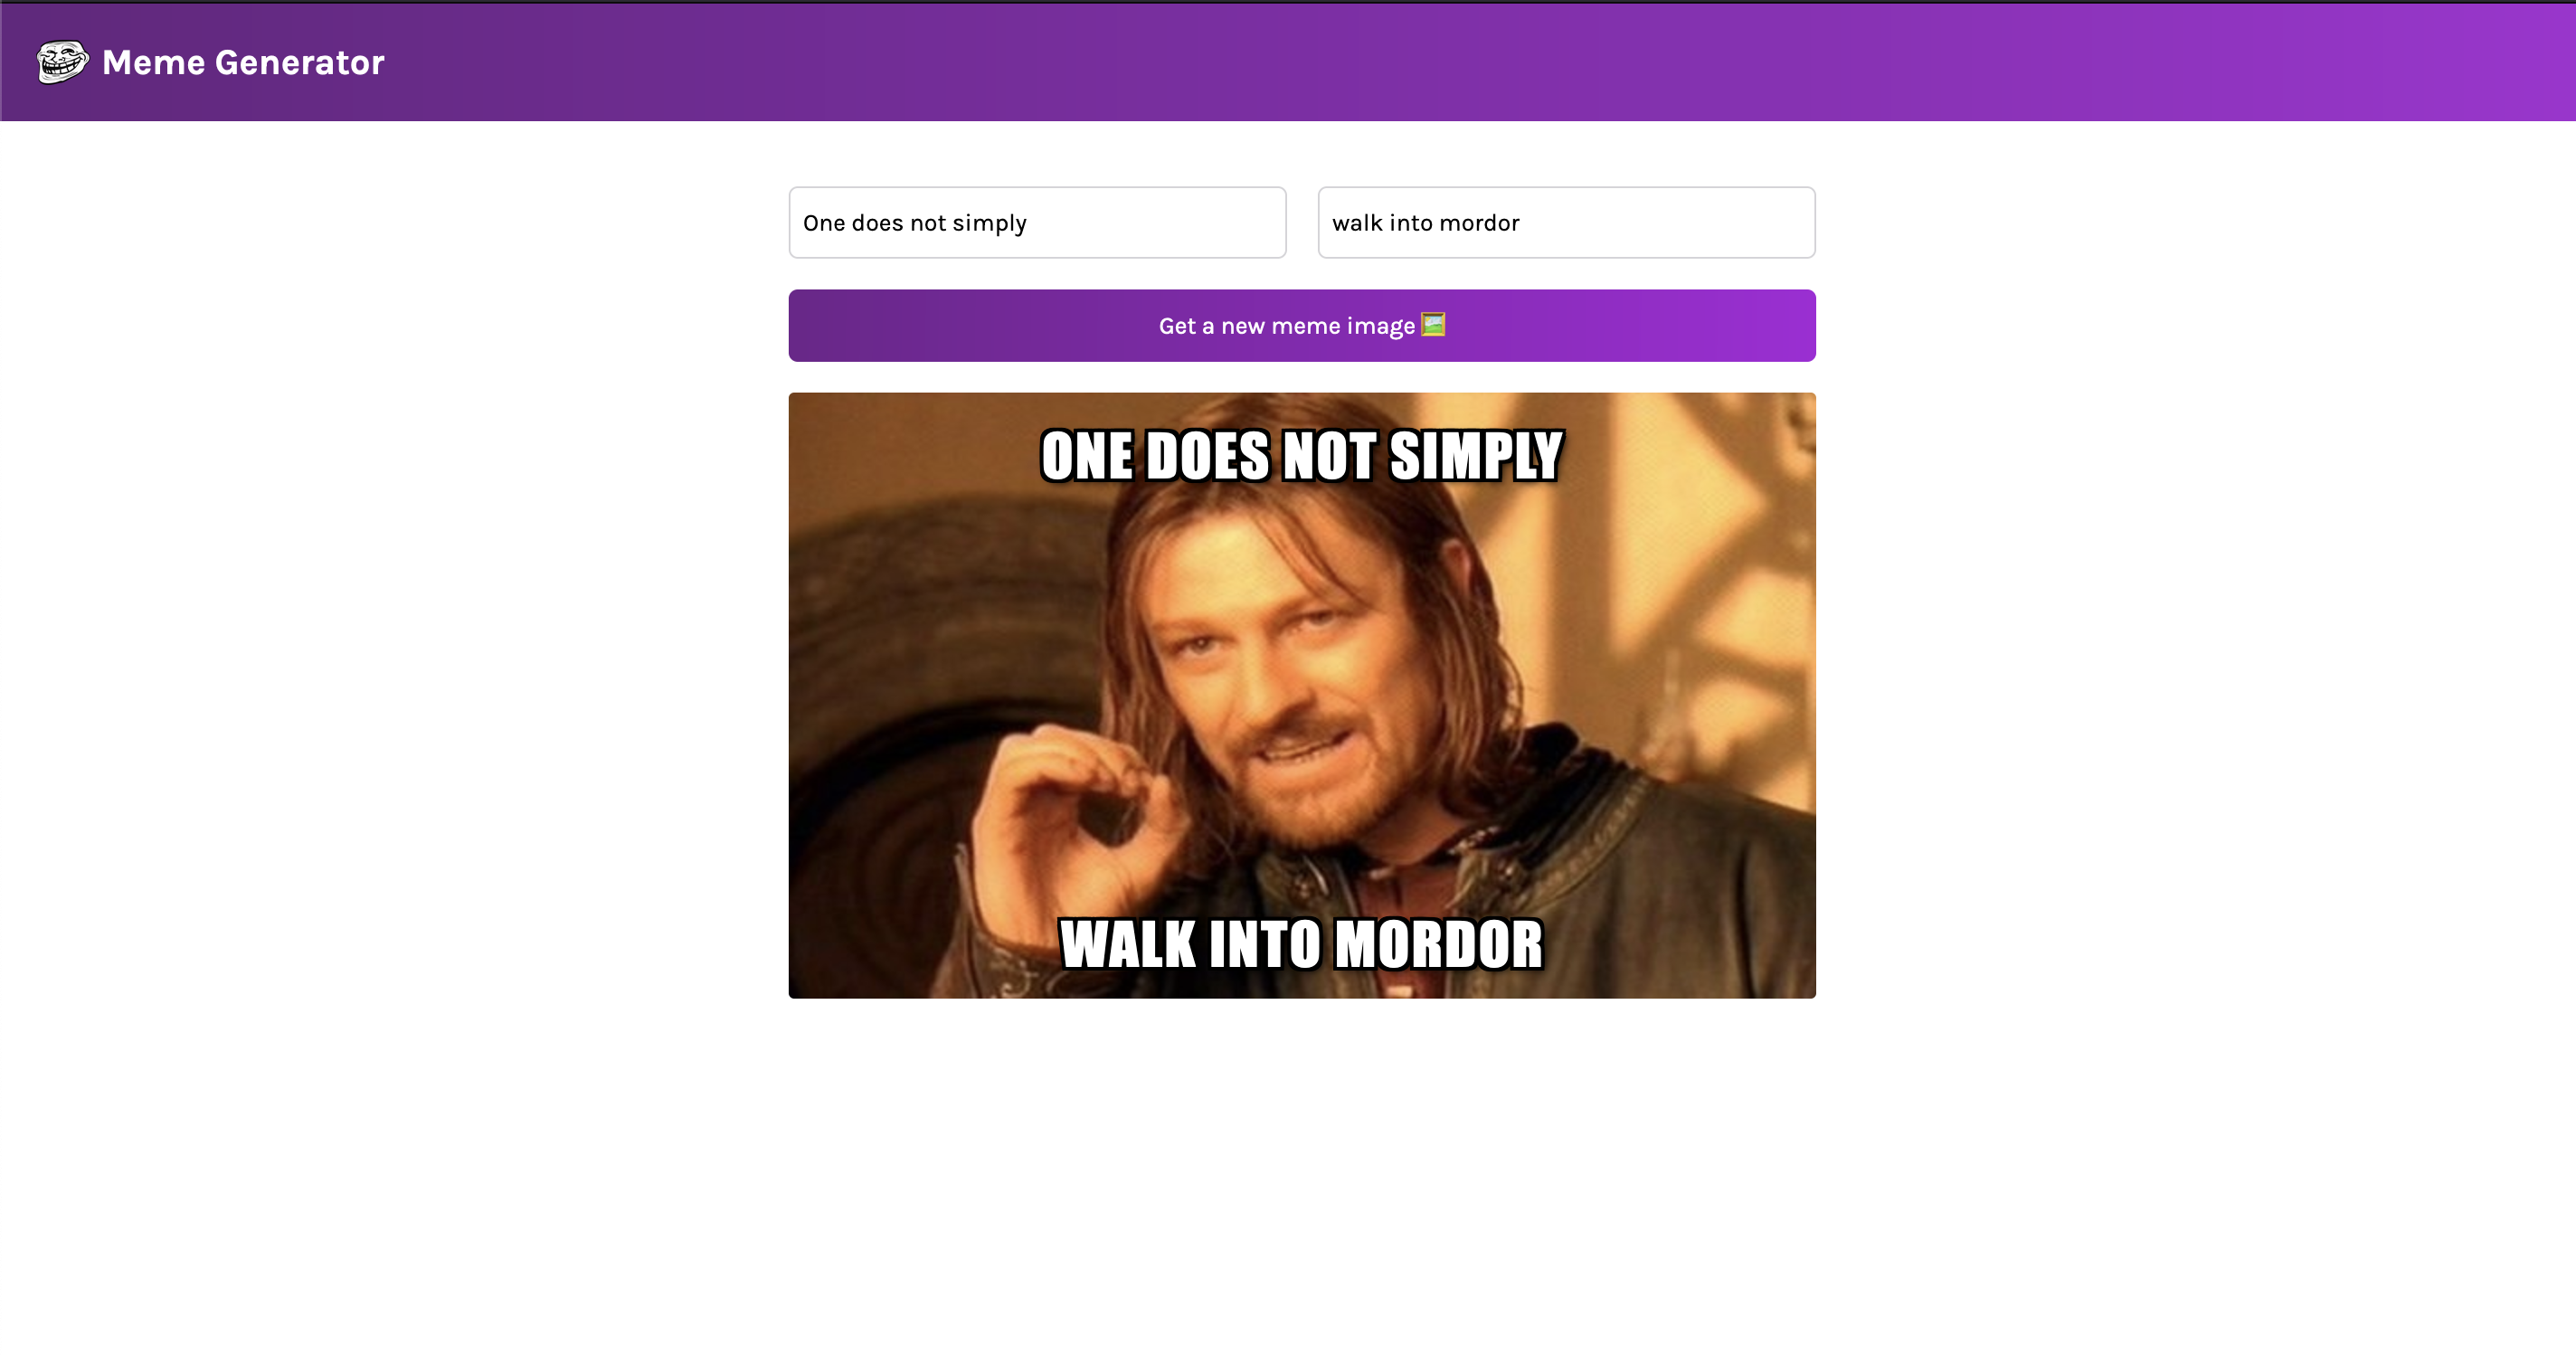 Meme Generator
One does not simply
walk into mordor
Get a new meme image 🖼️
ONE DOES NOT SIMPLY
WALK INTO MORDOR